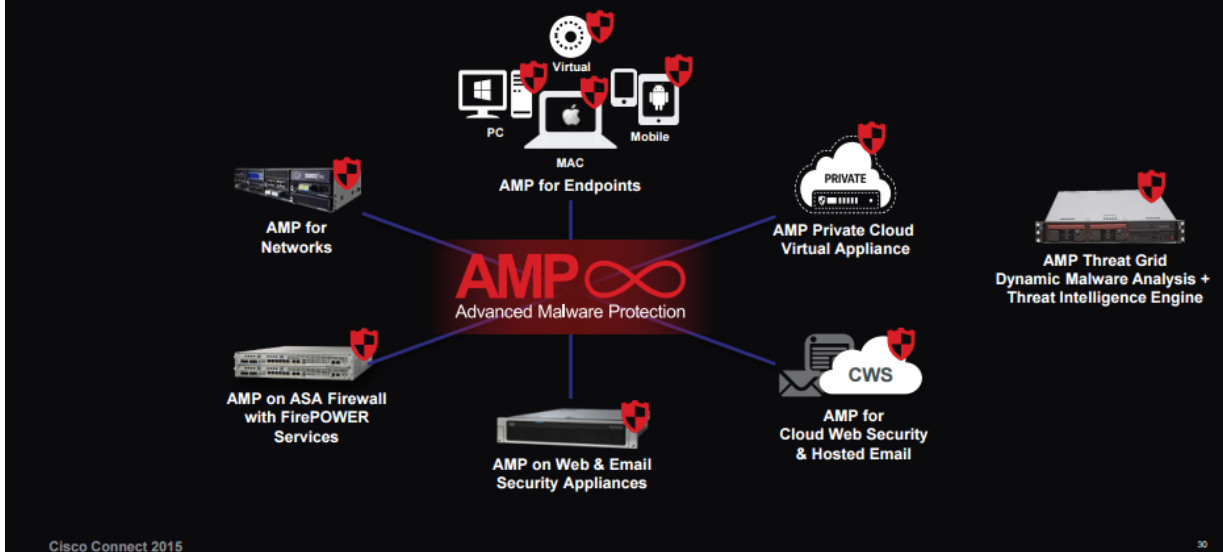 Virtual
PC
MAC
Mobile
AMP for Endpoints
AMP for
Networks
PRIVATE
AMP Private Cloud
Virtual Appliance
AMP Threat Grid
Dynamic Malware Analysis +
Threat Intelligence Engine
AMP
Advanced Malware Protection
AMP on ASA Firewall
with FirePOWER
Services
AMP on Web & Email
Security Appliances
CWS
AMP for
Cloud Web Security
& Hosted Email
Cisco Connect 2015
30